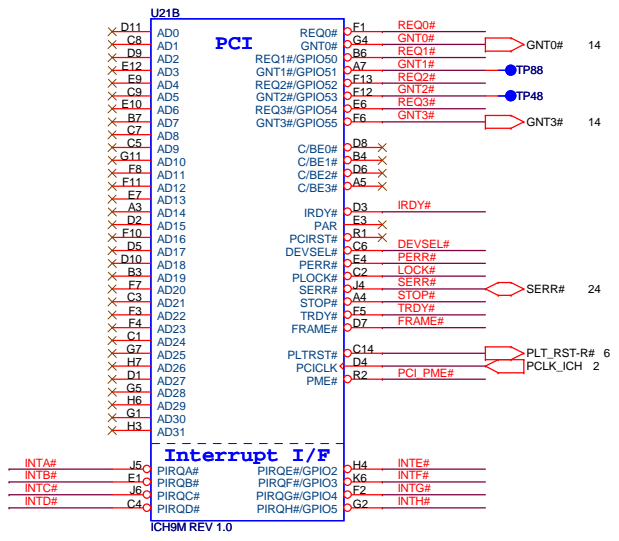 U21B
PCI
D11 AD0 REQ0# F1 REQ0#
C8 AD1 GNT0# G4 GNT0# GNT0# 14
D9 AD2 REQ1#/GPIO50 B6 REQ1#
E12 AD3 GNT1#/GPIO51 A7 GNT1# TP88
E9 AD4 REQ2#/GPIO52 F13 REQ2#
C9 AD5 GNT2#/GPIO53 F12 GNT2# TP48
E10 AD6 REQ3#/GPIO54 E6 REQ3#
B7 AD7 GNT3#/GPIO55 F6 GNT3# GNT3# 14
C7 AD8
C5 AD9 C/BE0# D8
G11 AD10 C/BE1# B4
F8 AD11 C/BE2# D6
F11 AD12 C/BE3# A5
E7 AD13
A3 AD14 IRDY# D3 IRDY#
D2 AD15 PAR E3
F10 AD16 PCIRST# R1
D5 AD17 DEVSEL# C6 DEVSEL#
D10 AD18 PERR# E4 PERR#
B3 AD19 PLOCK# C2 LOCK#
F7 AD20 SERR# J4 SERR# SERR# 24
C3 AD21 STOP# A4 STOP#
F3 AD22 TRDY# F5 TRDY#
F4 AD23 FRAME# D7 FRAME#
C1 AD24
G7 AD25 PLTRST# C14 PLT_RST-R# 6
H7 AD26 PCICLK D4 PCLK_ICH 2
D1 AD27 PME# R2 PCI_PME#
G5 AD28
H6 AD29
G1 AD30
H3 AD31
Interrupt I/F
INTA# J5 PIRQA# PIRQE#/GPIO2 H4 INTE#
INTB# E1 PIRQB# PIRQF#/GPIO3 K6 INTF#
INTC# J6 PIRQC# PIRQG#/GPIO4 F2 INTG#
INTD# C4 PIRQD# PIRQH#/GPIO5 G2 INTH#
ICH9M REV 1.0